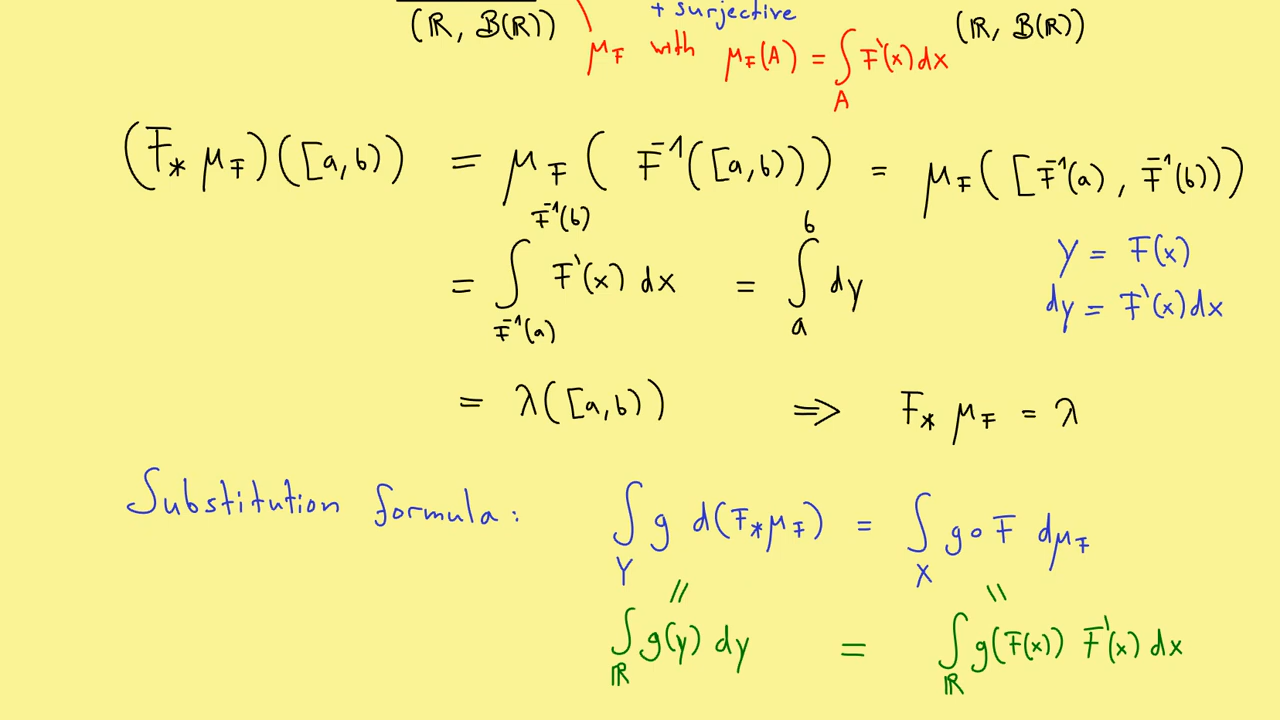 (ℝ, B(ℝ)) + surjective (ℝ, B(ℝ))
μ_F with μ_F(A) = ∫_A F'(x) dx
(F_* μ_F)([a,b)) = μ_F( F⁻¹([a,b))) = μ_F([F⁻¹(a), F⁻¹(b)))
= ∫_{F⁻¹(a)}^{F⁻¹(b)} F'(x) dx = ∫_a^b dy
y = F(x)
dy = F'(x) dx
= λ([a,b)) ⇒ F_* μ_F = λ
Substitution formula: ∫_Y g d(F_*μ_F) = ∫_X g∘F dμ_F
∥ ∥
∫_ℝ g(y) dy = ∫_ℝ g(F(x)) F'(x) dx